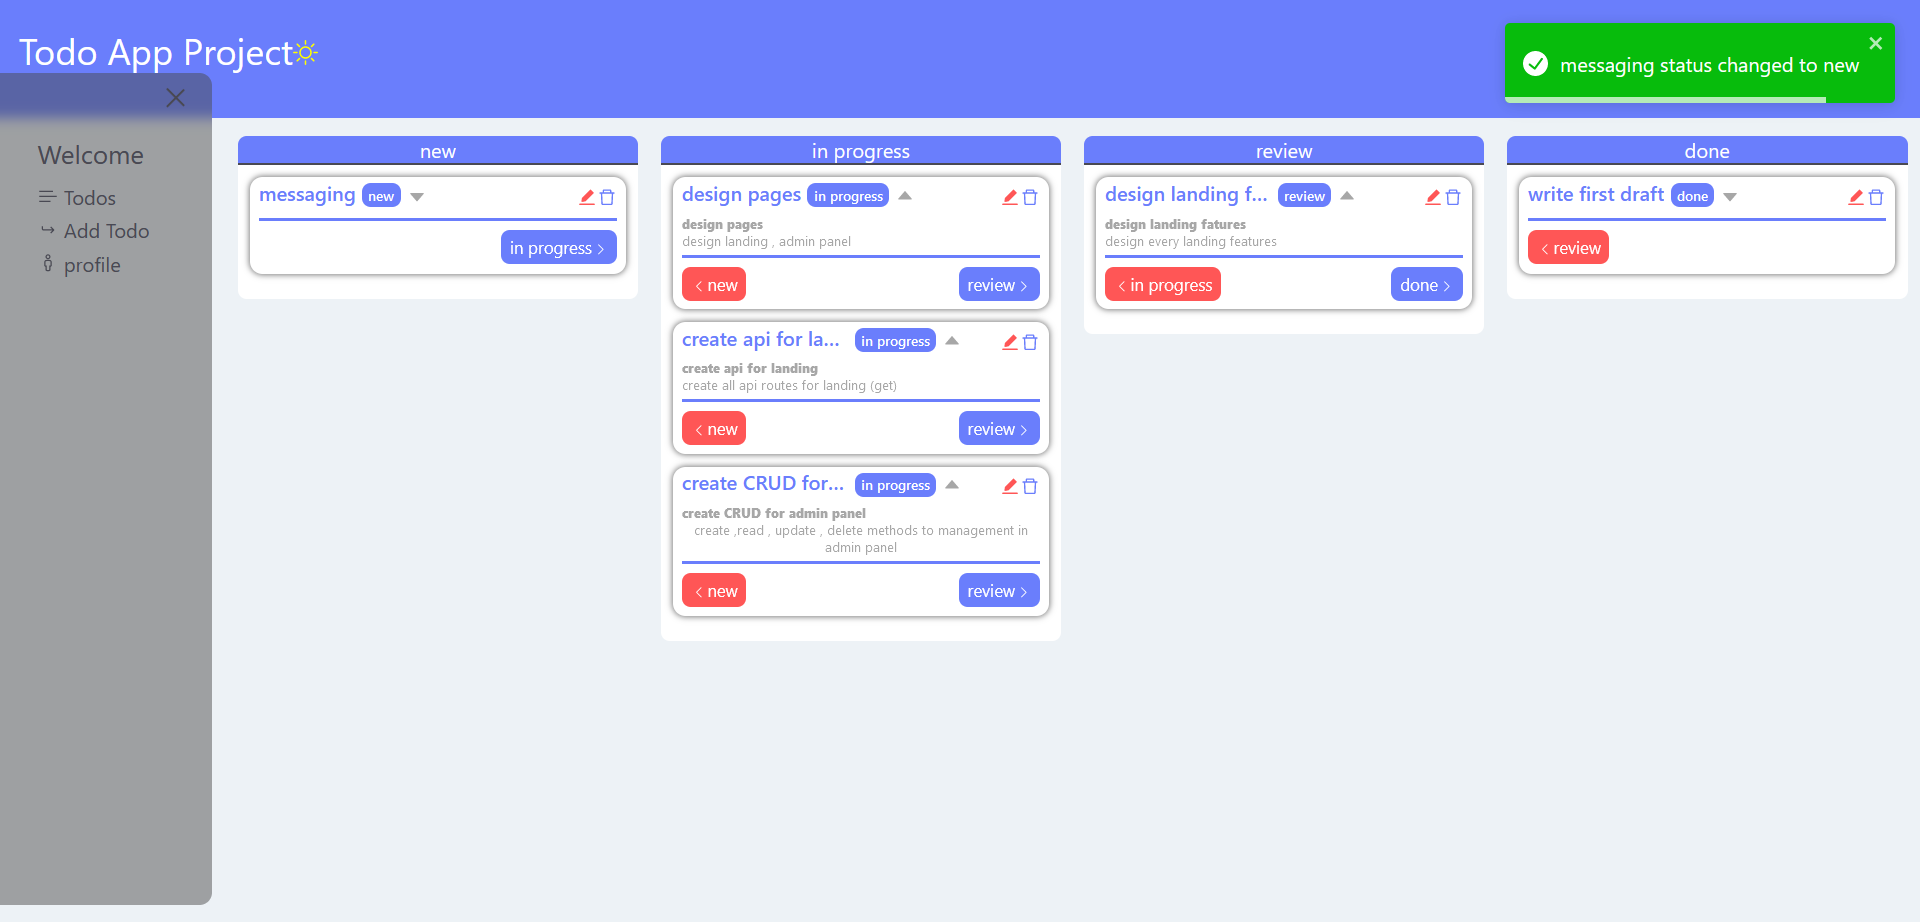 Todo App Project
messaging status changed to new
Welcome
Todos
Add Todo
profile
new
messaging new
in progress >
in progress
design pages in progress
design pages
design landing , admin panel
< new review >
create api for la... in progress
create api for landing
create all api routes for landing (get)
< new review >
create CRUD for... in progress
create CRUD for admin panel
create ,read , update , delete methods to management in
admin panel
< new review >
review
design landing f... review
design landing fatures
design every landing features
< in progress done >
done
write first draft done
< review